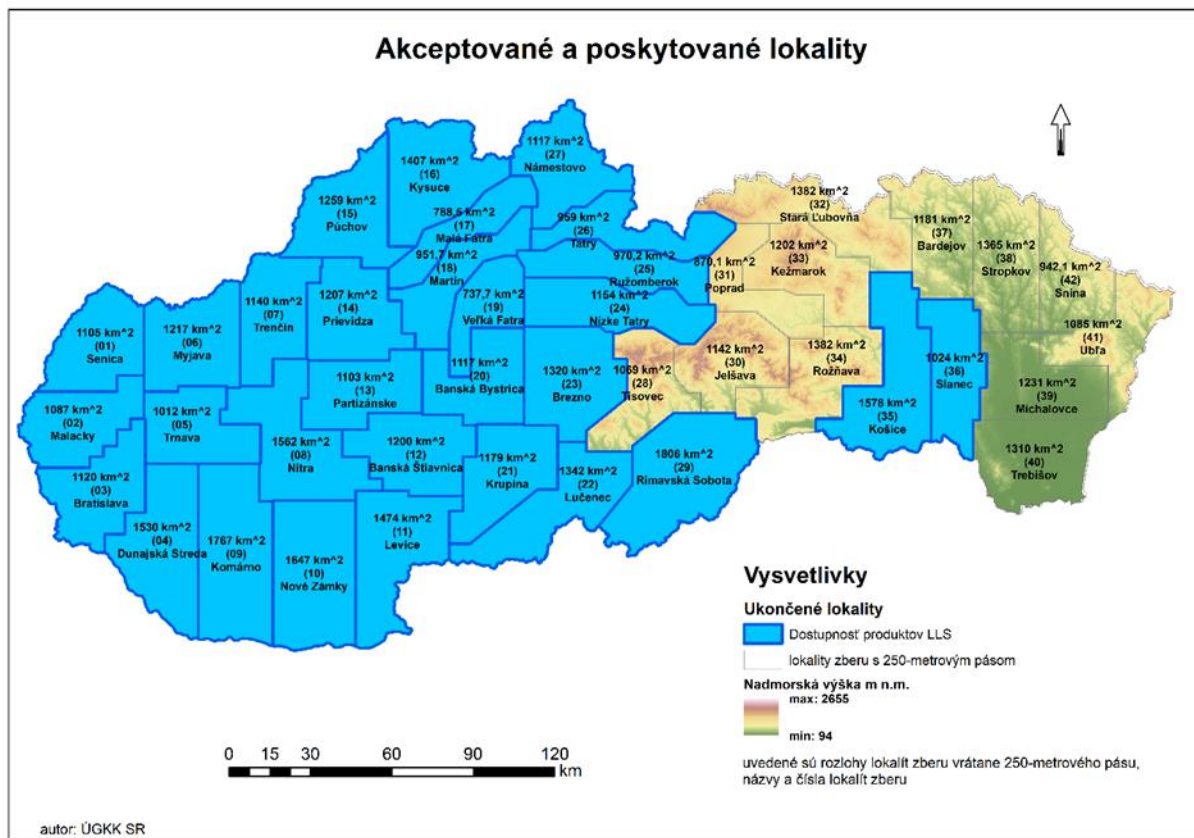 Akceptované a poskytované lokality
1117 km^2
(27)
Námestovo
1407 km^2
(16)
Kysuce
1259 km^2
(15)
Púchov
788,5 km^2
(17)
Malá Fatra
959 km^2
(26)
Tatry
1382 km^2
(32)
Stará Ľubovňa
1181 km^2
(37)
Bardejov
1365 km^2
(38)
Stropkov
942,1 km^2
(42)
Snina
951,7 km^2
(18)
Martin
970,2 km^2
(25)
Ružomberok
870,1 km^2
(31)
Poprad
1202 km^2
(33)
Kežmarok
1140 km^2
(07)
Trenčín
1207 km^2
(14)
Prievidza
737,7 km^2
(19)
Veľká Fatra
1154 km^2
(24)
Nízke Tatry
1085 km^2
(41)
Ubľa
1105 km^2
(01)
Senica
1217 km^2
(06)
Myjava
1117 km^2
(20)
Banská Bystrica
1320 km^2
(23)
Brezno
1069 km^2
(28)
Tisovec
1142 km^2
(30)
Jelšava
1382 km^2
(34)
Rožňava
1024 km^2
(36)
Slanec
1103 km^2
(13)
Partizánske
1231 km^2
(39)
Michalovce
1087 km^2
(02)
Malacky
1012 km^2
(05)
Trnava
1578 km^2
(35)
Košice
1562 km^2
(08)
Nitra
1200 km^2
(12)
Banská Štiavnica
1179 km^2
(21)
Krupina
1342 km^2
(22)
Lučenec
1806 km^2
(29)
Rimavská Sobota
1310 km^2
(40)
Trebišov
1120 km^2
(03)
Bratislava
1530 km^2
(04)
Dunajská Streda
1767 km^2
(09)
Komárno
1647 km^2
(10)
Nové Zámky
1474 km^2
(11)
Levice
Vysvetlivky
Ukončené lokality
Dostupnosť produktov LLS
lokality zberu s 250-metrovým pásom
Nadmorská výška m n.m.
max: 2655
min: 94
uvedené sú rozlohy lokalít zberu vrátane 250-metrového pásu,
názvy a čísla lokalít zberu
0 15 30 60 90 120
km
autor: ÚGKK SR